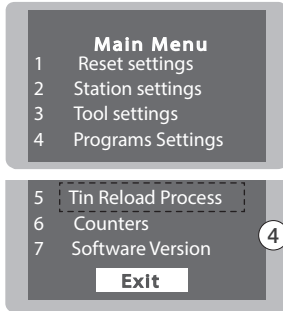 Main Menu
1 Reset settings
2 Station settings
3 Tool settings
4 Programs Settings
5 Tin Reload Process
6 Counters
7 Software Version
4
Exit